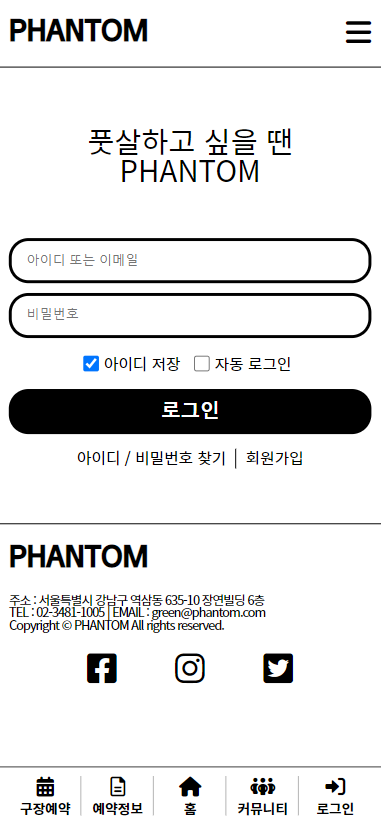 PHANTOM
풋살하고 싶을 땐
PHANTOM
아이디 또는 이메일
비밀번호
아이디 저장 자동 로그인
로그인
아이디 / 비밀번호 찾기 │ 회원가입
PHANTOM
주소 : 서울특별시 강남구 역삼동 635-10 장연빌딩 6층
TEL : 02-3481-1005 | EMAIL : green@phantom.com
Copyright © PHANTOM All rights reserved.
구장예약 예약정보 홈 커뮤니티 로그인